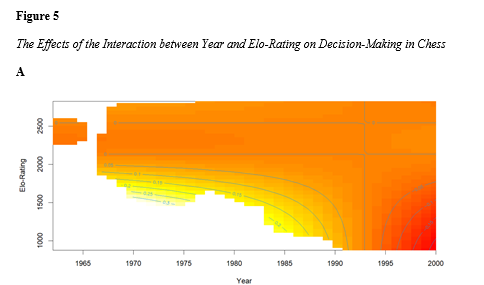 Figure 5
The Effects of the Interaction between Year and Elo-Rating on Decision-Making in Chess
A
2500
2000
1500
1000
Elo-Rating
1965
1970
1975
1980
1985
1990
1995
2000
Year